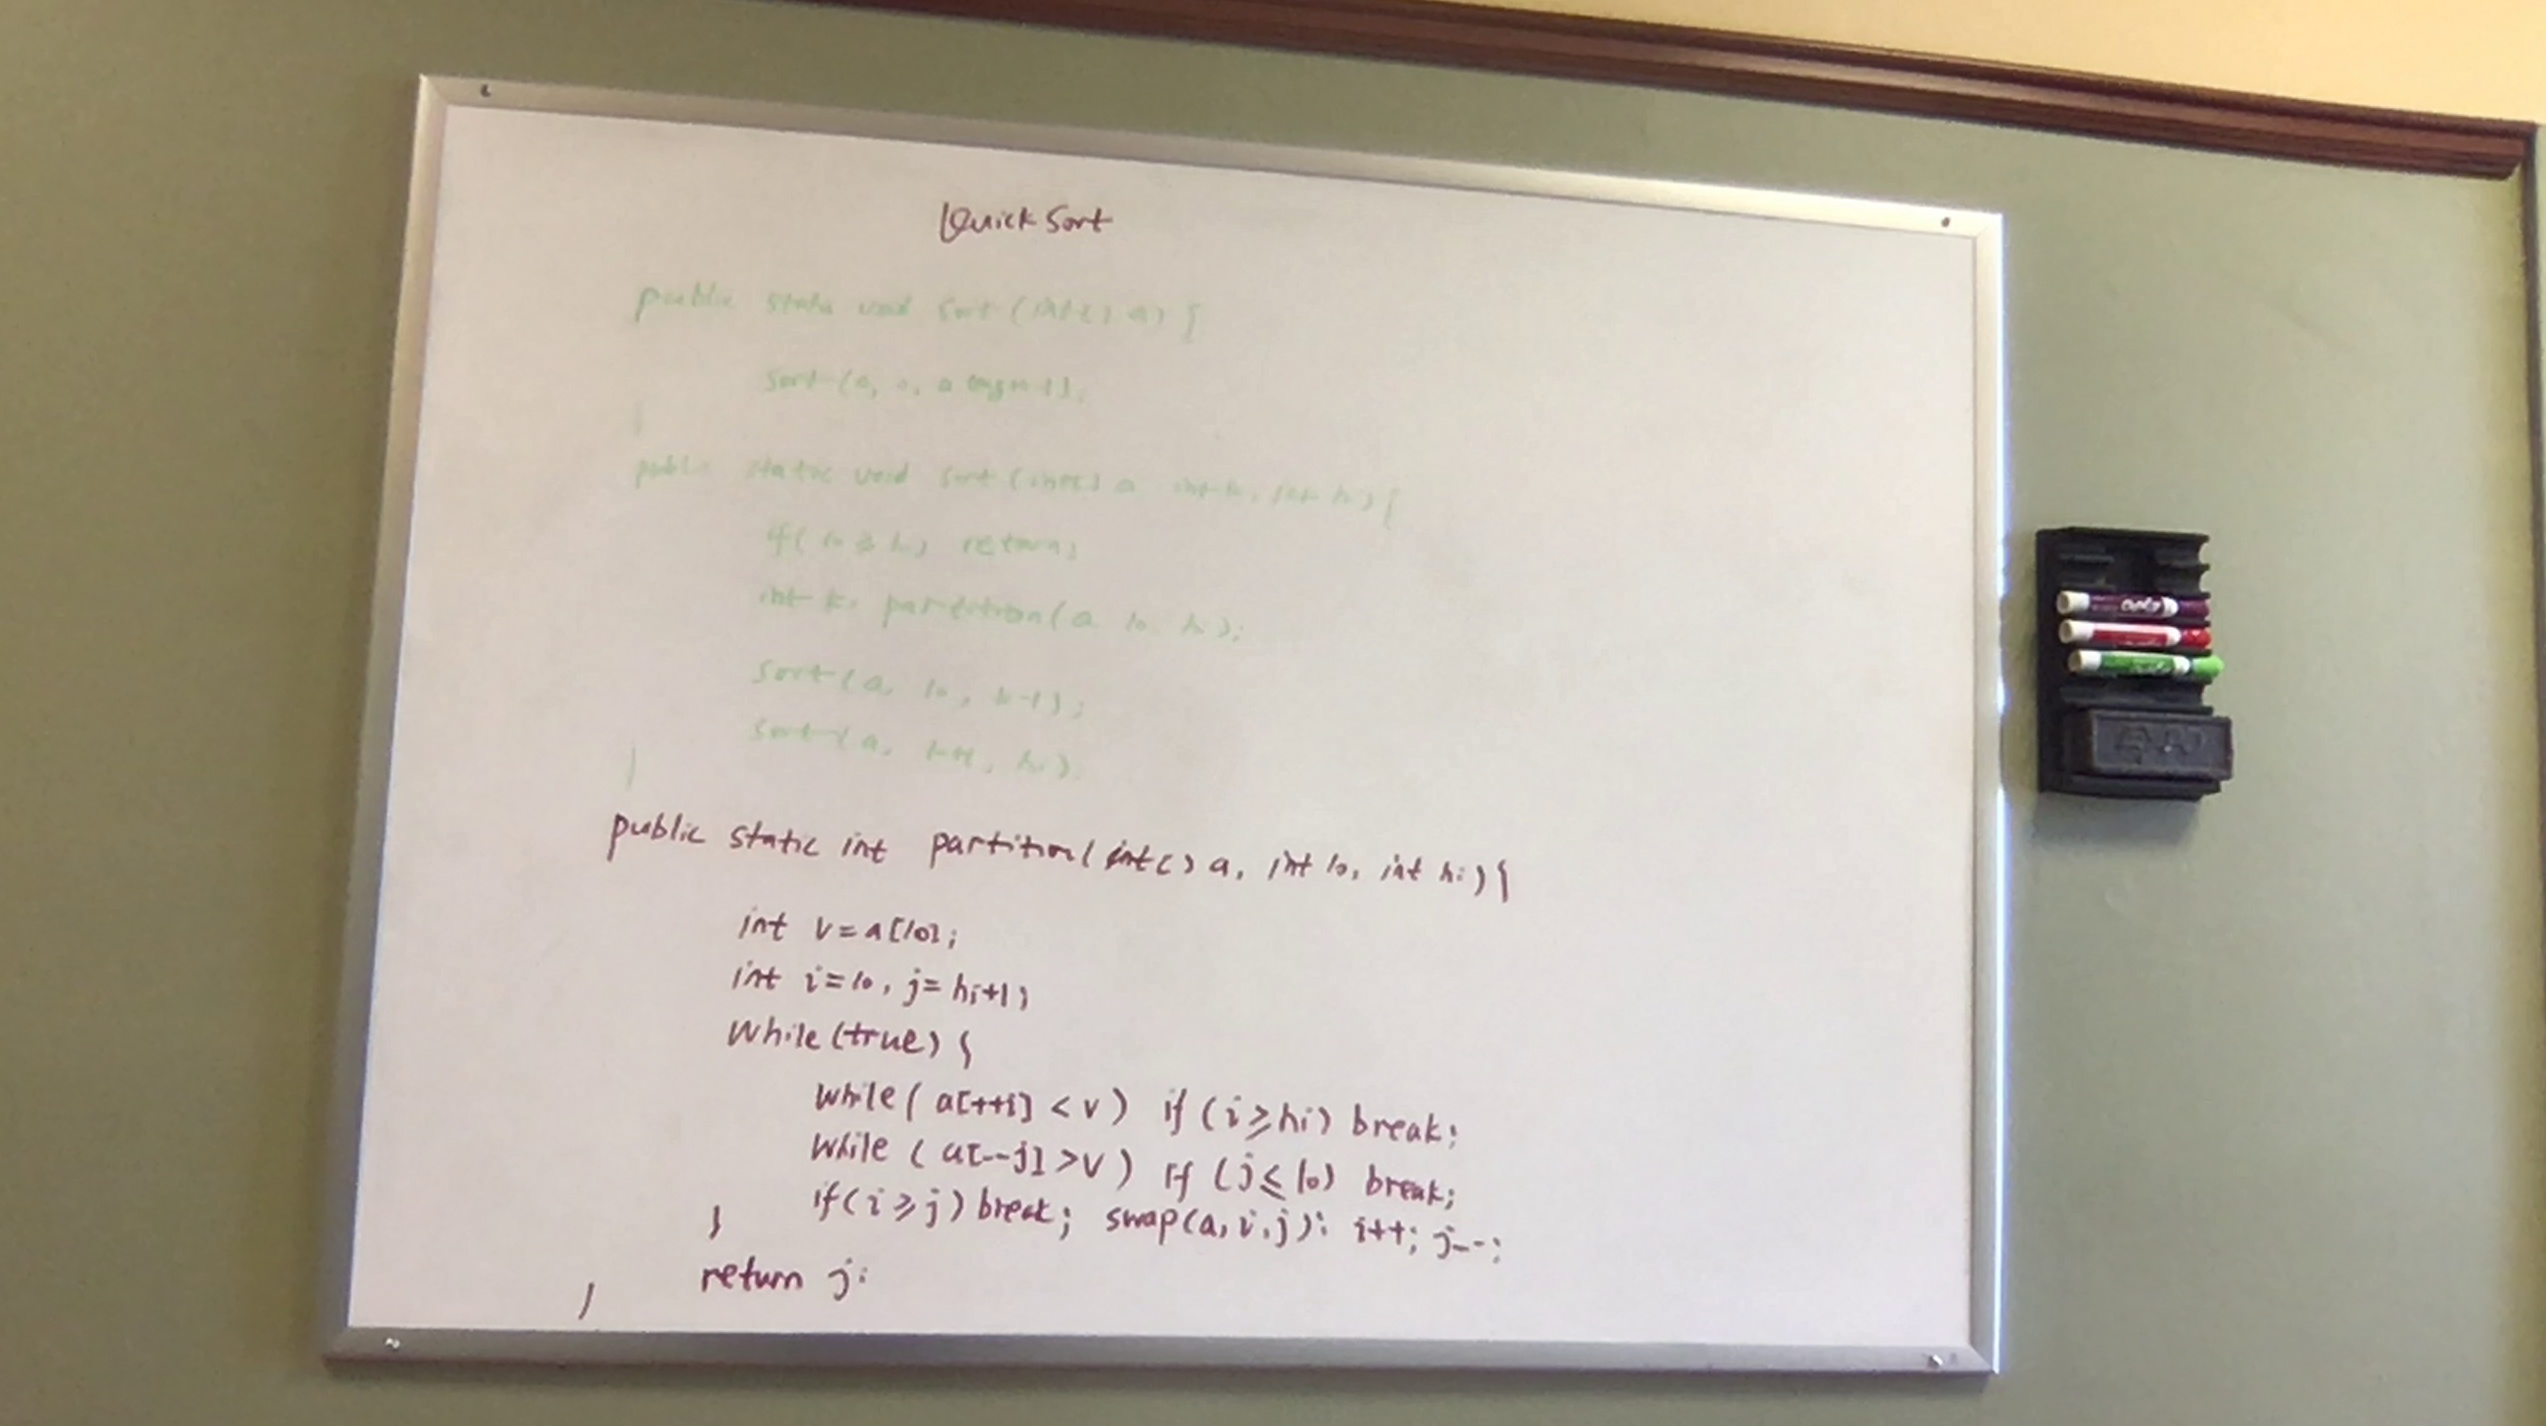 Quick Sort
public static void sort (int[] a) {
sort (a, 0, a.length-1);
}
public static void sort (int[] a, int lo, int hi) {
if ( lo ≥ hi) return;
int k= partition (a, lo, hi);
sort (a, lo, k-1);
sort (a, k+1, hi);
}
public static int partition (int[] a, int lo, int hi) {
int v = a[lo];
int i = lo, j = hi+1;
while (true) {
while ( a[++i] < v ) if (i ≥ hi) break;
while ( a[--j] > v ) if (j ≤ lo) break;
if (i ≥ j) break; swap(a, i, j); i++; j--;
}
return j;
}
expo